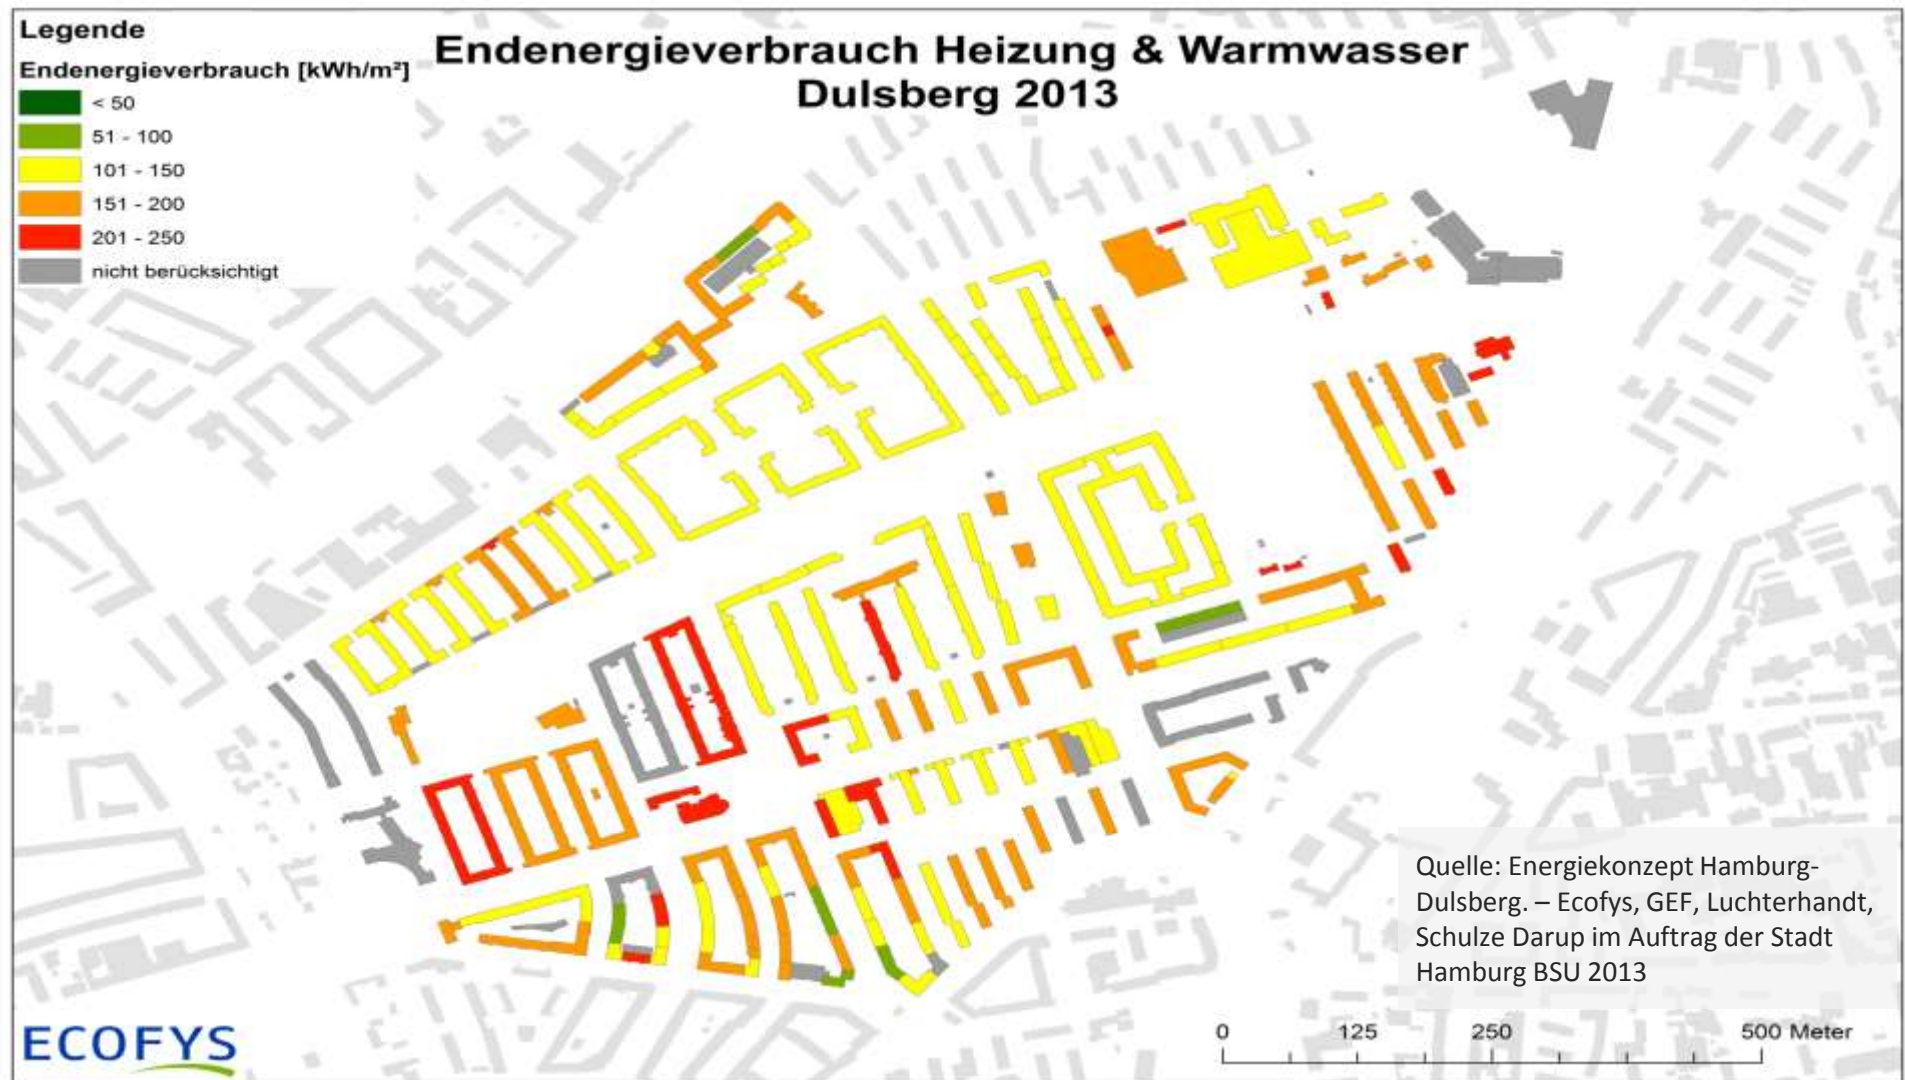 Legende
Endenergieverbrauch [kWh/m²]
< 50
51 - 100
101 - 150
151 - 200
201 - 250
nicht berücksichtigt
Endenergieverbrauch Heizung & Warmwasser
Dulsberg 2013
Quelle: Energiekonzept Hamburg-
Dulsberg. – Ecofys, GEF, Luchterhandt,
Schulze Darup im Auftrag der Stadt
Hamburg BSU 2013
0 125 250 500 Meter
ECOFYS